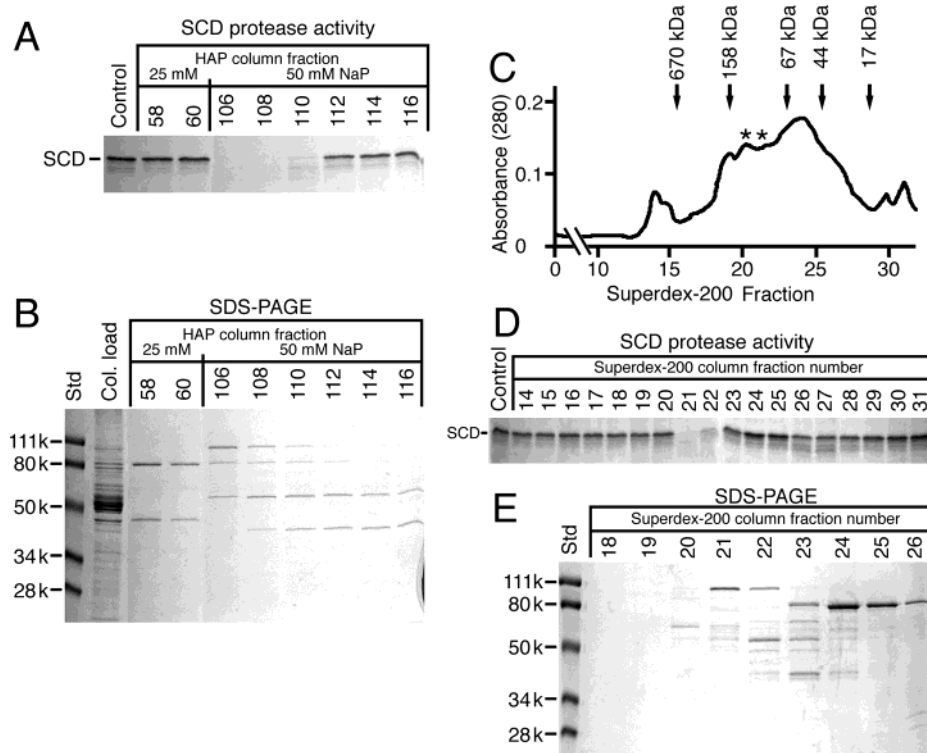 A
SCD protease activity
HAP column fraction
25 mM 50 mM NaP
Control 58 60 106 108 110 112 114 116
SCD
B
SDS-PAGE
HAP column fraction
25 mM 50 mM NaP
Std Col. load 58 60 106 108 110 112 114 116
111k
80k
50k
34k
28k
C
670 kDa 158 kDa 67 kDa 44 kDa 17 kDa
Absorbance (280)
0.2
0.1
0
**
0 10 15 20 25 30
Superdex-200 Fraction
D
SCD protease activity
Superdex-200 column fraction number
Control 14 15 16 17 18 19 20 21 22 23 24 25 26 27 28 29 30 31
SCD
E
SDS-PAGE
Superdex-200 column fraction number
Std 18 19 20 21 22 23 24 25 26
111k
80k
50k
34k
28k